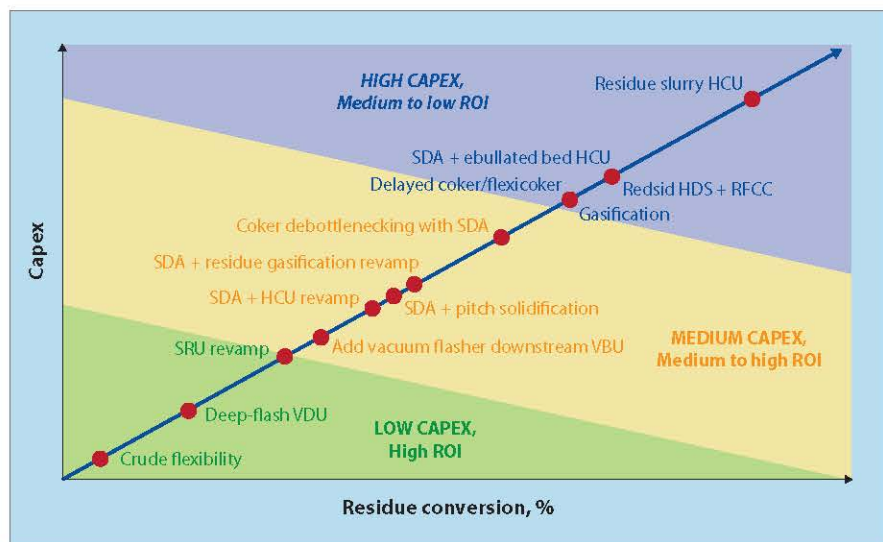 HIGH CAPEX,
Medium to low ROI
Residue slurry HCU
SDA + ebullated bed HCU
Delayed coker/flexicoker
Redsid HDS + RFCC
Gasification
Coker debottlenecking with SDA
SDA + residue gasification revamp
SDA + HCU revamp
SDA + pitch solidification
MEDIUM CAPEX,
Medium to high ROI
SRU revamp
Add vacuum flasher downstream VBU
Deep-flash VDU
LOW CAPEX,
High ROI
Crude flexibility
Capex
Residue conversion, %